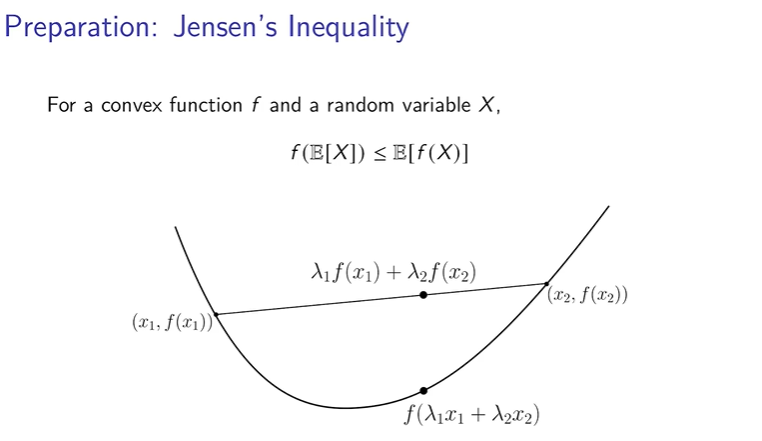 Preparation: Jensen's Inequality
For a convex function f and a random variable X,
f(𝔼[X]) ≤ 𝔼[f(X)]
λ₁f(x₁) + λ₂f(x₂)
(x₂, f(x₂))
(x₁, f(x₁))
f(λ₁x₁ + λ₂x₂)